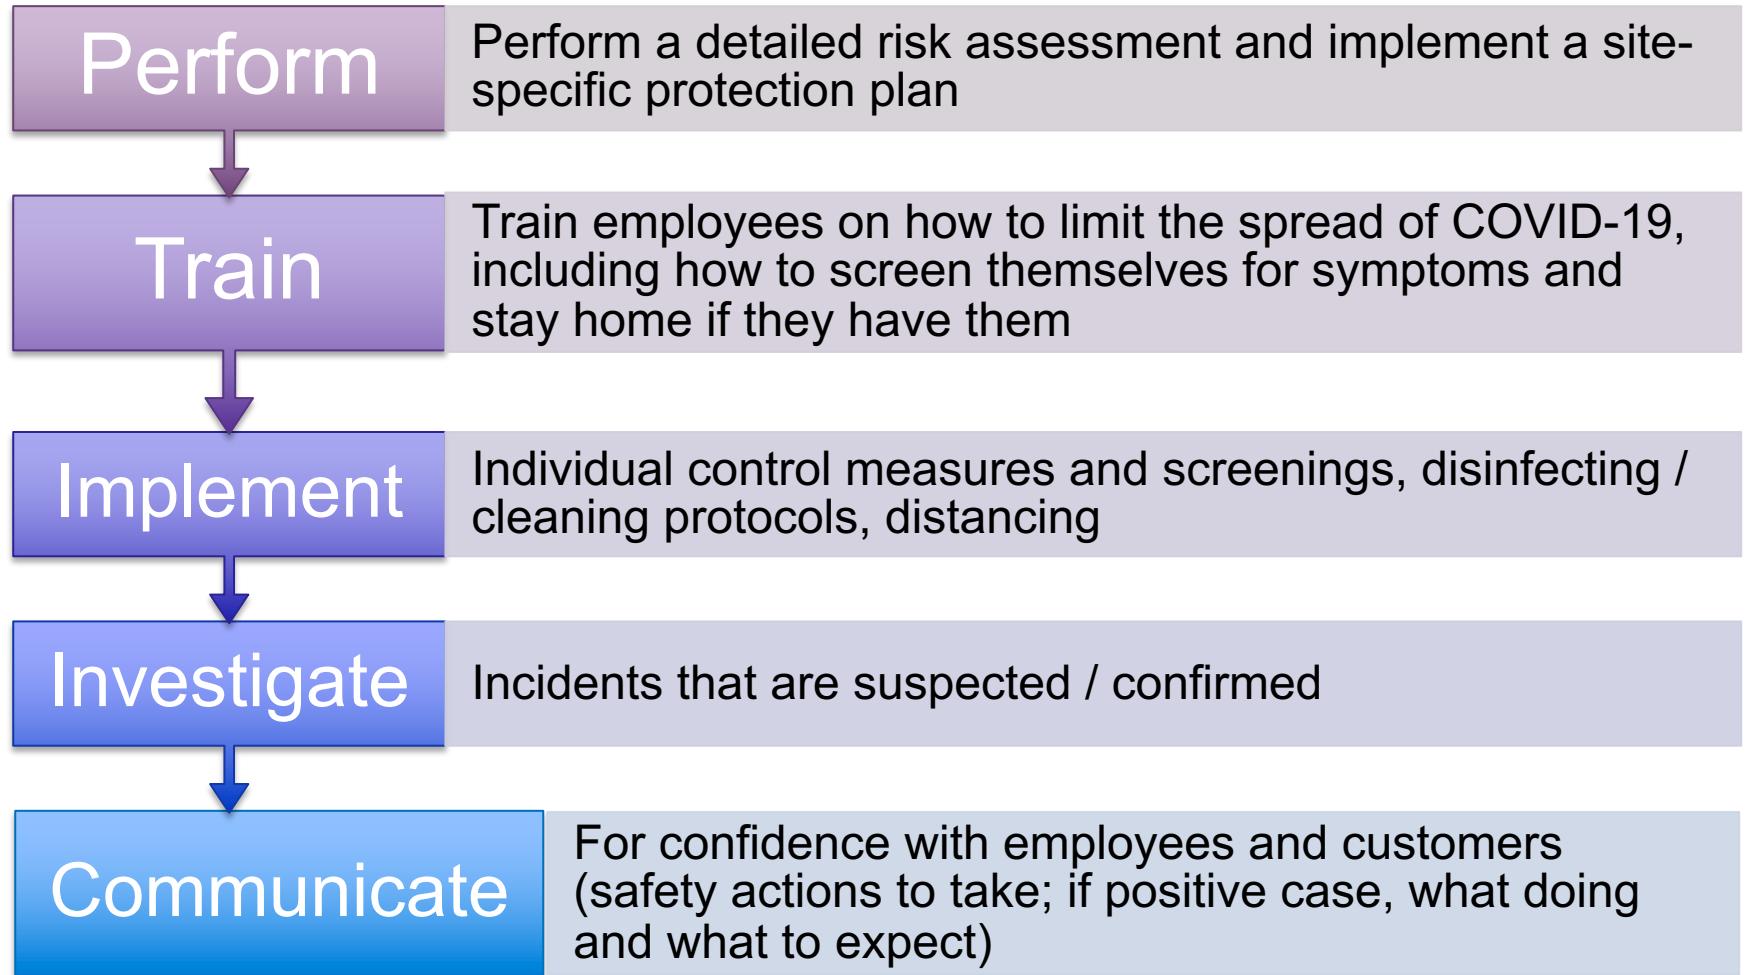 Perform
Perform a detailed risk assessment and implement a site-
specific protection plan
Train
Train employees on how to limit the spread of COVID-19,
including how to screen themselves for symptoms and
stay home if they have them
Implement
Individual control measures and screenings, disinfecting /
cleaning protocols, distancing
Investigate
Incidents that are suspected / confirmed
Communicate
For confidence with employees and customers
(safety actions to take; if positive case, what doing
and what to expect)